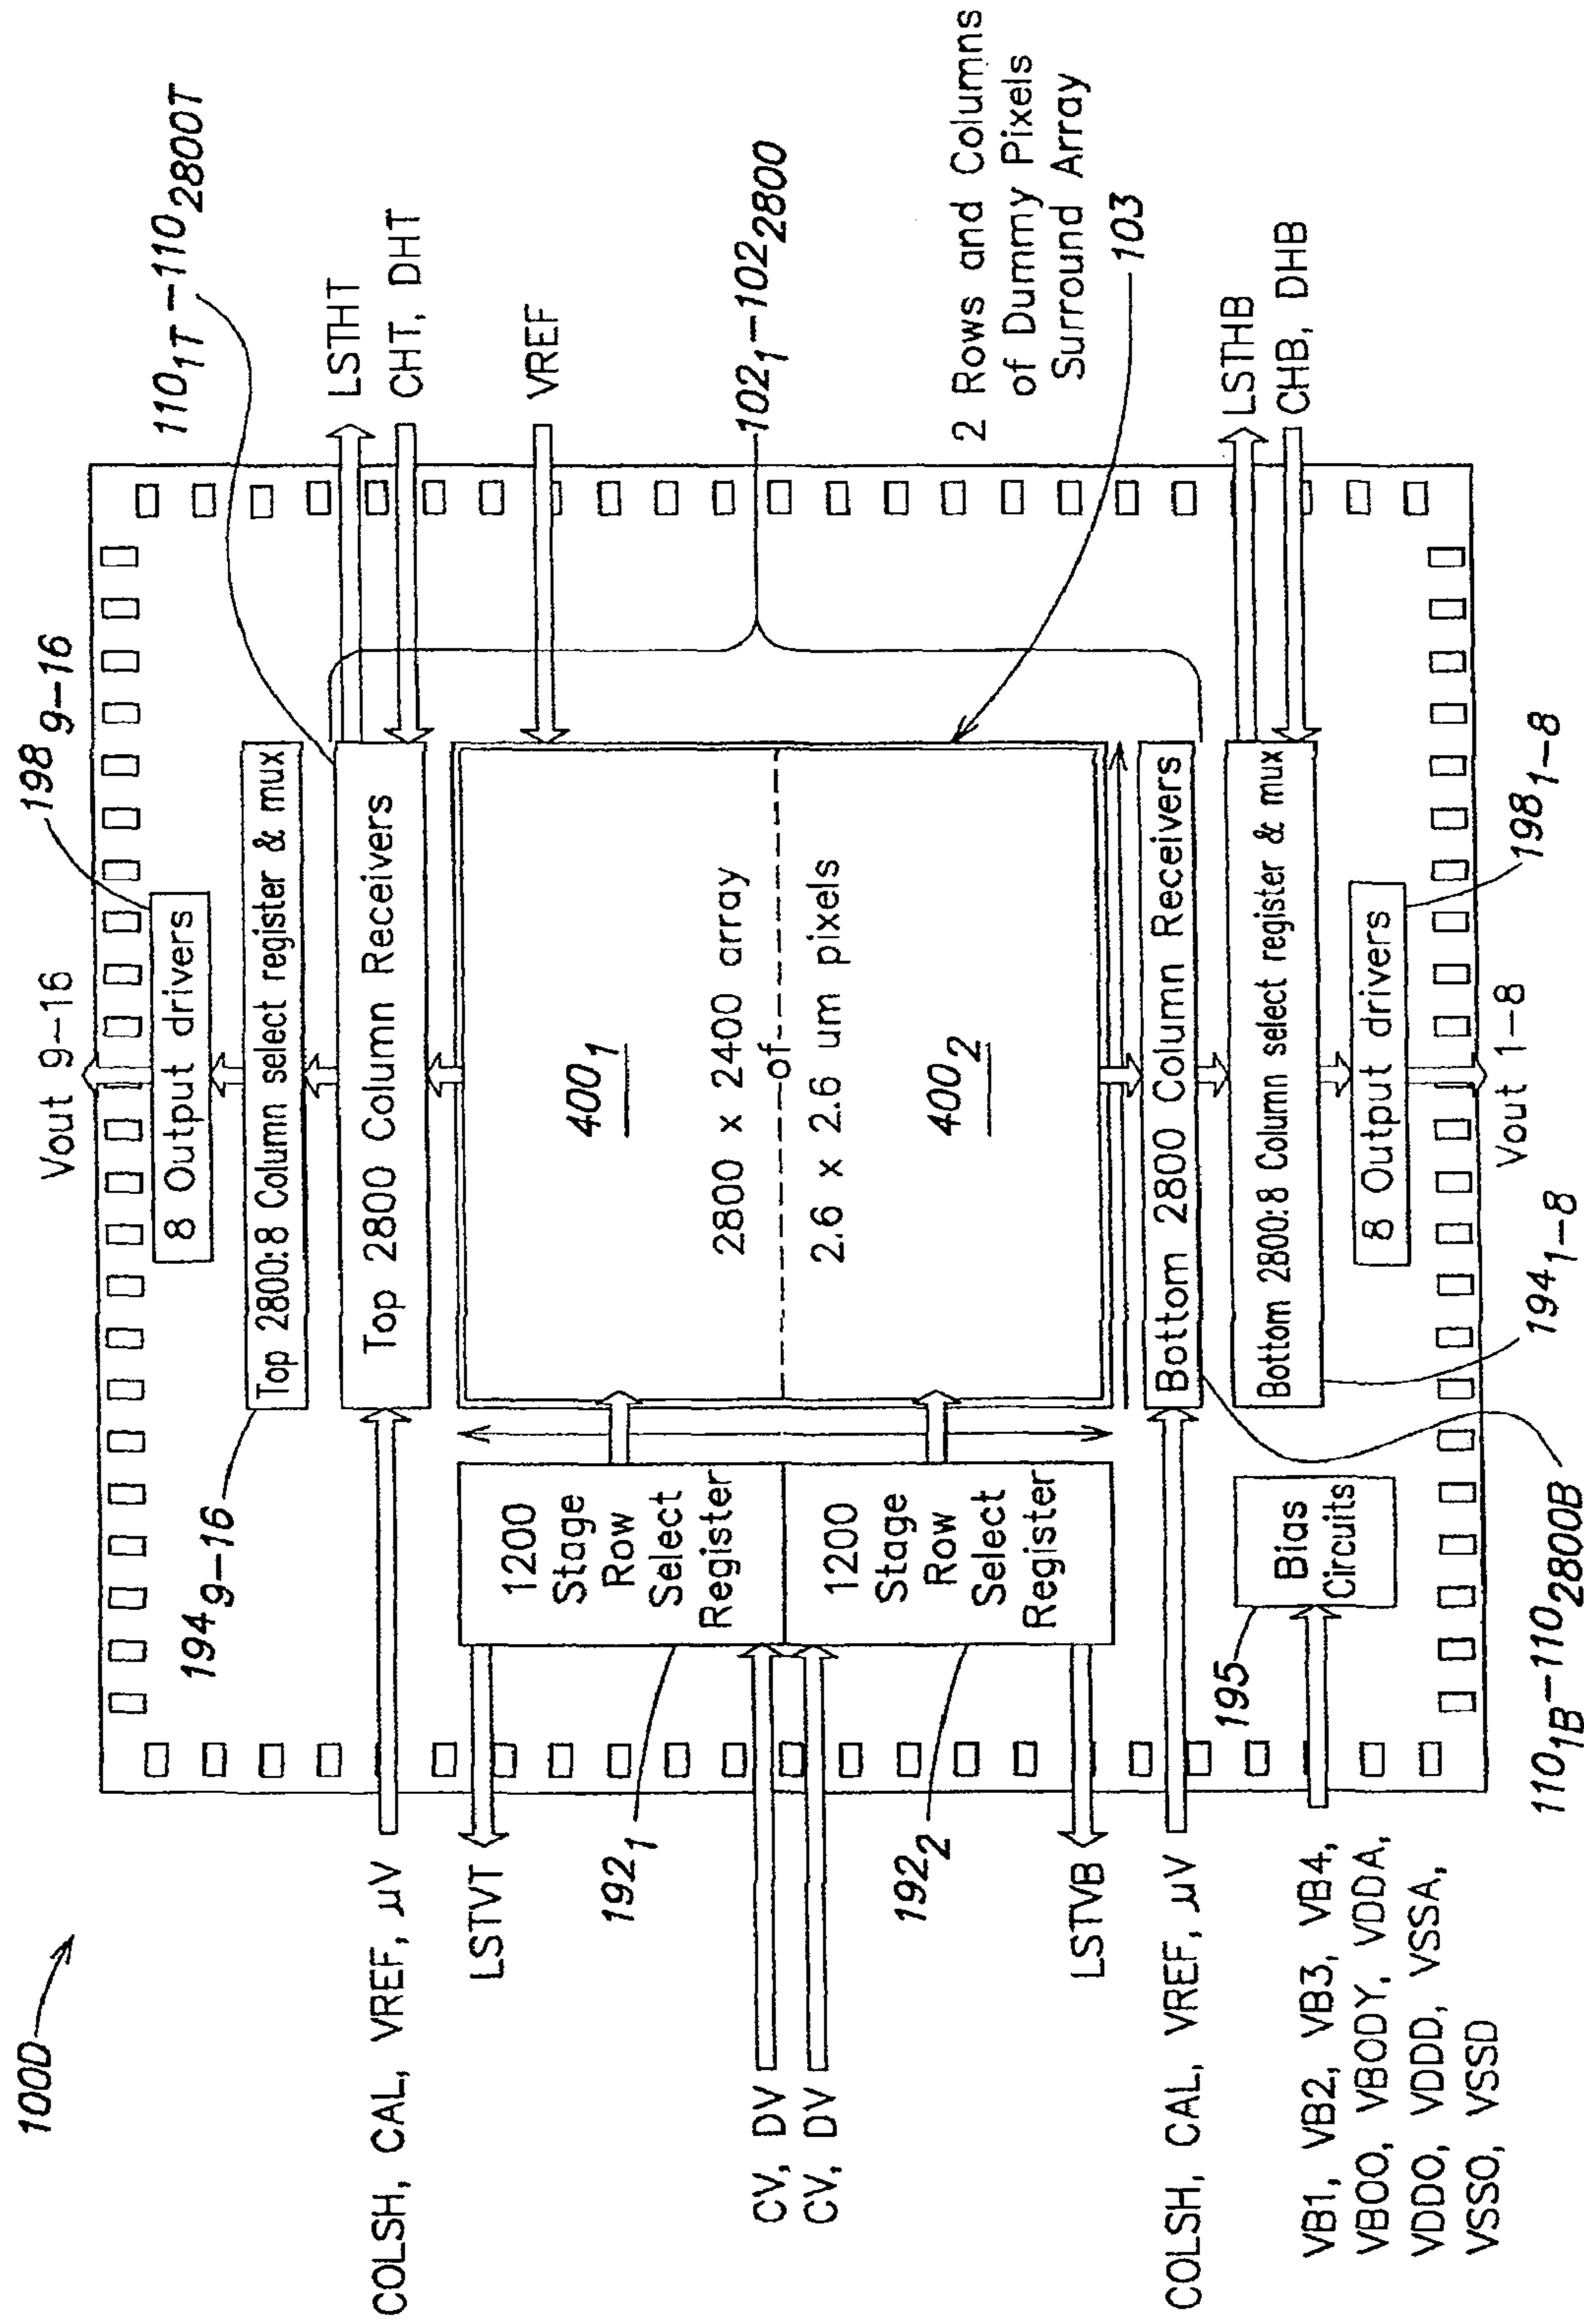 100D
Vout 9-16
198 9-16
110 1T - 110 2800T
194 9-16
8 Output drivers
Top 2800:8 Column select register & mux
Top 2800 Column Receivers
COLSH, CAL, VREF, µV
LSTHT
CHT, DHT
LSTVT
VREF
192 1
1200
Stage
Row
Select
Register
400 1
2800 x 2400 array
of
2.6 x 2.6 um pixels
400 2
102 1 - 102 2800
CV, DV
CV, DV
1200
Stage
Row
Select
Register
192 2
2 Rows and Columns
of Dummy Pixels
Surround Array
103
LSTVB
COLSH, CAL, VREF, µV
Bottom 2800 Column Receivers
LSTHB
Bottom 2800:8 Column select register & mux
CHB, DHB
195
Bias
Circuits
VB1, VB2, VB3, VB4,
VBOO, VBODY, VDDA,
VDDO, VDDD, VSSA,
VSSO, VSSD
8 Output drivers
Vout 1-8
198 1-8
194 1-8
110 1B - 110 2800B